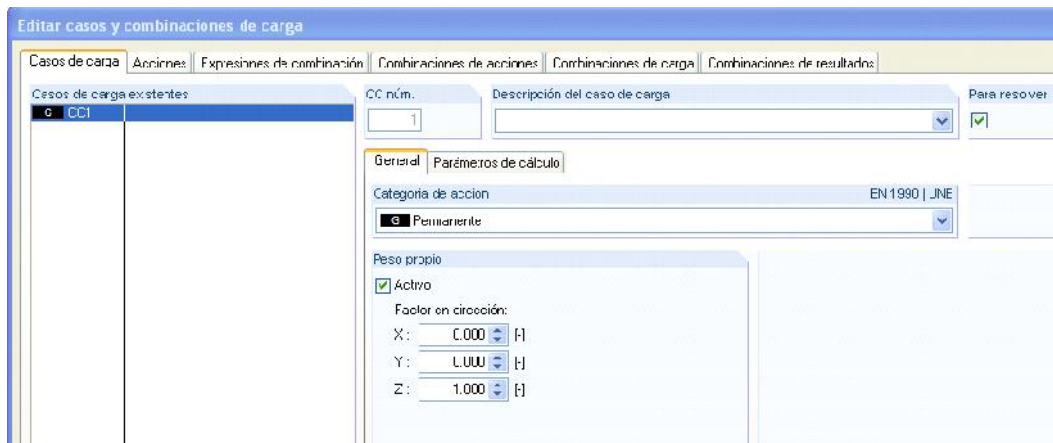 Editar casos y combinaciones de carga
Casos de carga Acciones Expresiones de combinación Combinaciones de acciones Combinaciones de carga Combinaciones de resultados
Casos de carga existentes CC núm. Descripción del caso de carga Para resolver
G CC1
1
General Parámetros de cálculo
Categoría de acción EN 1990 | UNE
G Permanente
Peso propio
Activo
Factor en dirección:
X: 0.000 [-]
Y: 0.000 [-]
Z: 1.000 [-]